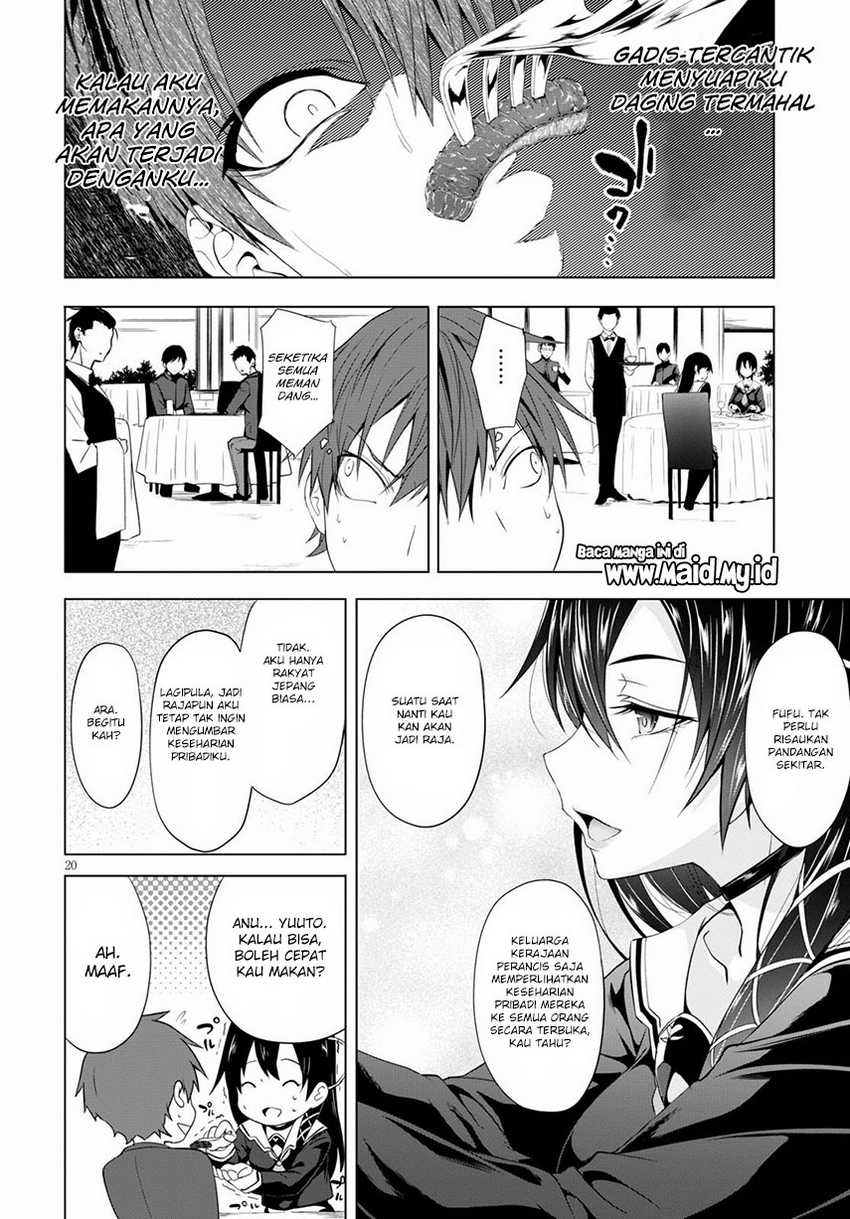 GADIS TERCANTIK
MENYUAPIKU
DAGING TERMAHAL
...
KALAU AKU
MEMAKANNYA,
APA YANG
AKAN TERJADI
DENGANKU...
ゴク
......
SEKETIKA
SEMUA
MEMAN
DANG...
Baca Manga ini di
www.Maid.My.id
FUFU. TAK
PERLU
RISAUKAN
PANDANGAN
SEKITAR.
SUATU SAAT
NANTI KAU
KAN AKAN
JADI RAJA.
KELUARGA
KERAJAAN
PERANCIS SAJA
MEMPERLIHATKAN
KESEHARIAN
PRIBADI MEREKA
KE SEMUA ORANG
SECARA TERBUKA,
KAU TAHU?
TIDAK.
AKU HANYA
RAKYAT
JEPANG
BIASA...
LAGIPULA, JADI
RAJAPUN AKU
TETAP TAK INGIN
MENGUMBAR
KESEHARIAN
PRIBADIKU.
ARA.
BEGITU
KAH?
20
ANU... YUUTO.
KALAU BISA,
BOLEH CEPAT
KAU MAKAN?
AH.
MAAF.